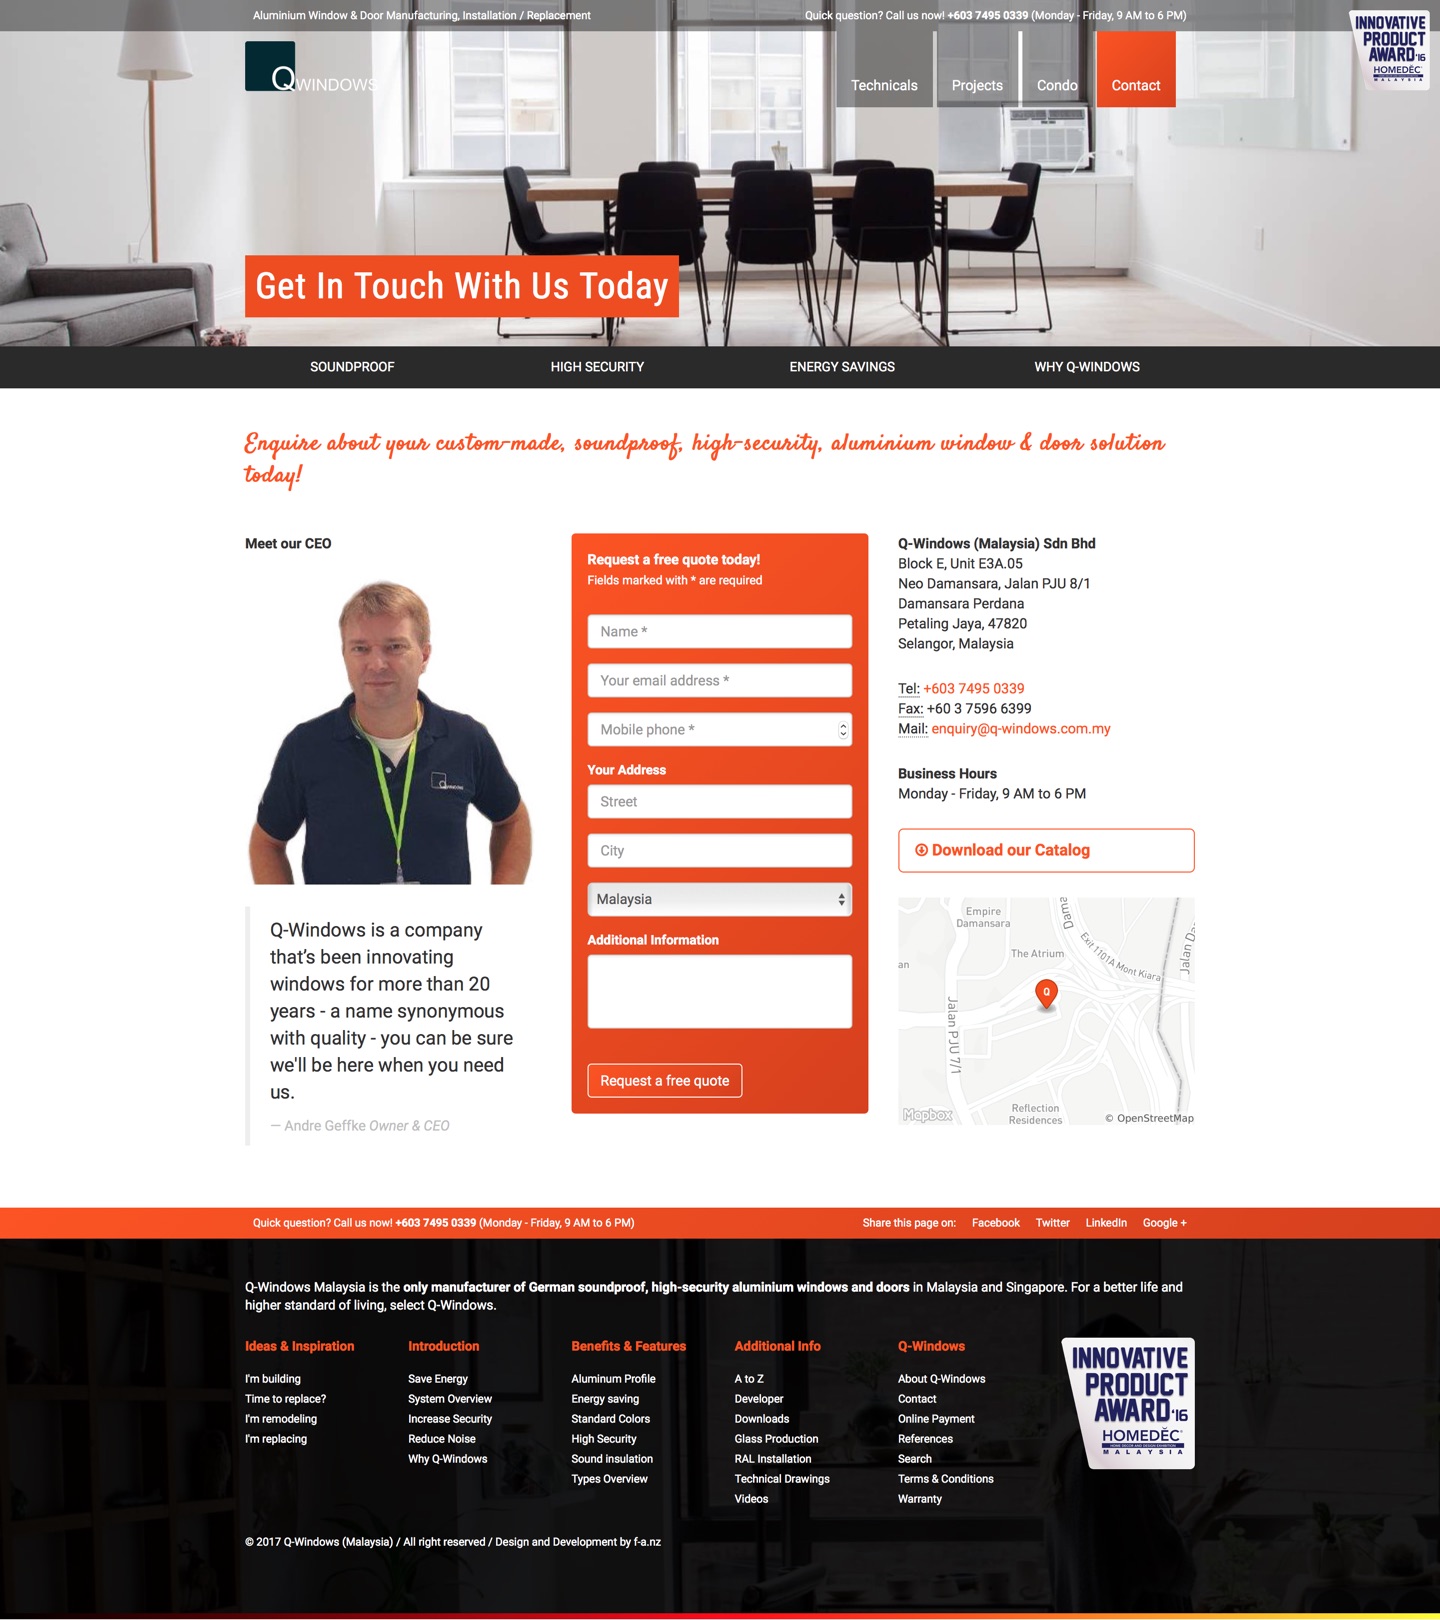 Aluminium Window & Door Manufacturing, Installation / Replacement
Quick question? Call us now! +603 7495 0339 (Monday - Friday, 9 AM to 6 PM)
INNOVATIVE
PRODUCT
AWARD '16
HOMEDĒC
MALAYSIA
QWINDOWS
Technicals
Projects
Condo
Contact
Get In Touch With Us Today
SOUNDPROOF
HIGH SECURITY
ENERGY SAVINGS
WHY Q-WINDOWS
Enquire about your custom-made, soundproof, high-security, aluminium window & door solution
today!
Meet our CEO
QWINDOWS
Q-Windows is a company
that's been innovating
windows for more than 20
years - a name synonymous
with quality - you can be sure
we'll be here when you need
us.
— Andre Geffke Owner & CEO
Request a free quote today!
Fields marked with * are required
Name *
Your email address *
Mobile phone *
Your Address
Street
City
Malaysia
Additional Information
Request a free quote
Q-Windows (Malaysia) Sdn Bhd
Block E, Unit E3A.05
Neo Damansara, Jalan PJU 8/1
Damansara Perdana
Petaling Jaya, 47820
Selangor, Malaysia
Tel: +603 7495 0339
Fax: +60 3 7596 6399
Mail: enquiry@q-windows.com.my
Business Hours
Monday - Friday, 9 AM to 6 PM
Download our Catalog
Empire
Damansara
Dama
The Atrium
Exit 1101A Mont Kiara
Jalan Da
an
Q
Jalan PJU 7/1
Reflection
Residences
Mapbox
© OpenStreetMap
Quick question? Call us now! +603 7495 0339 (Monday - Friday, 9 AM to 6 PM)
Share this page on: Facebook Twitter LinkedIn Google +
Q-Windows Malaysia is the only manufacturer of German soundproof, high-security aluminium windows and doors in Malaysia and Singapore. For a better life and
higher standard of living, select Q-Windows.
Ideas & Inspiration
I'm building
Time to replace?
I'm remodeling
I'm replacing
Introduction
Save Energy
System Overview
Increase Security
Reduce Noise
Why Q-Windows
Benefits & Features
Aluminum Profile
Energy saving
Standard Colors
High Security
Sound insulation
Types Overview
Additional Info
A to Z
Developer
Downloads
Glass Production
RAL Installation
Technical Drawings
Videos
Q-Windows
About Q-Windows
Contact
Online Payment
References
Search
Terms & Conditions
Warranty
INNOVATIVE
PRODUCT
AWARD '16
HOMEDĒC
HOME DECOR AND DESIGN EXHIBITION
MALAYSIA
© 2017 Q-Windows (Malaysia) / All right reserved / Design and Development by f-a.nz